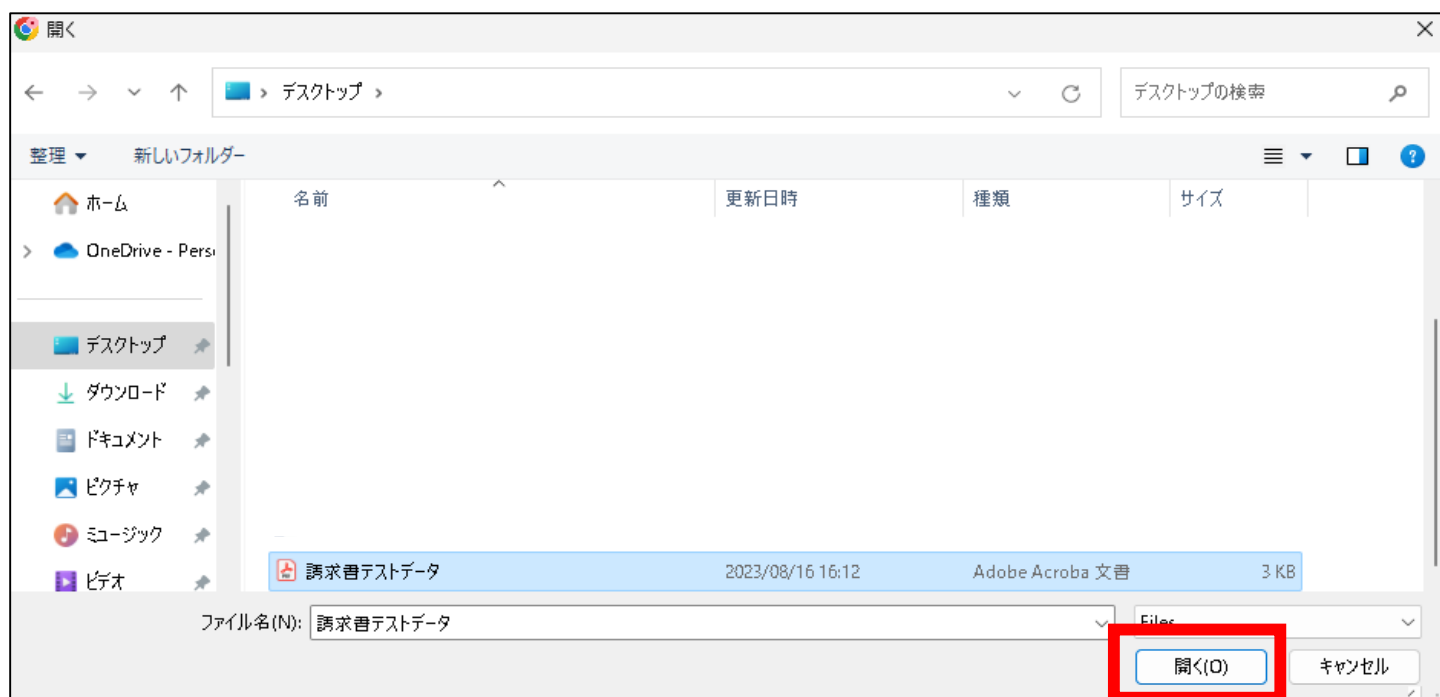 開く
デスクトップ
デスクトップの検索
整理
新しいフォルダー
名前
更新日時
種類
サイズ
ホーム
OneDrive - Pers
デスクトップ
ダウンロード
ドキュメント
ピクチャ
ミュージック
ビデオ
請求書テストデータ 2023/08/16 16:12 Adobe Acroba 文書 3 KB
ファイル名(N): 請求書テストデータ
Files
開く(O)
キャンセル